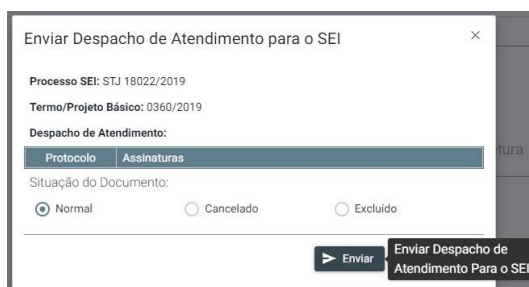 Enviar Despacho de Atendimento para o SEI ×
Processo SEI: STJ 18022/2019
Termo/Projeto Básico: 0360/2019
Despacho de Atendimento:
Protocolo Assinaturas
tura
Situação do Documento:
Normal Cancelado Excluído
Enviar
Enviar Despacho de
Atendimento Para o SEI